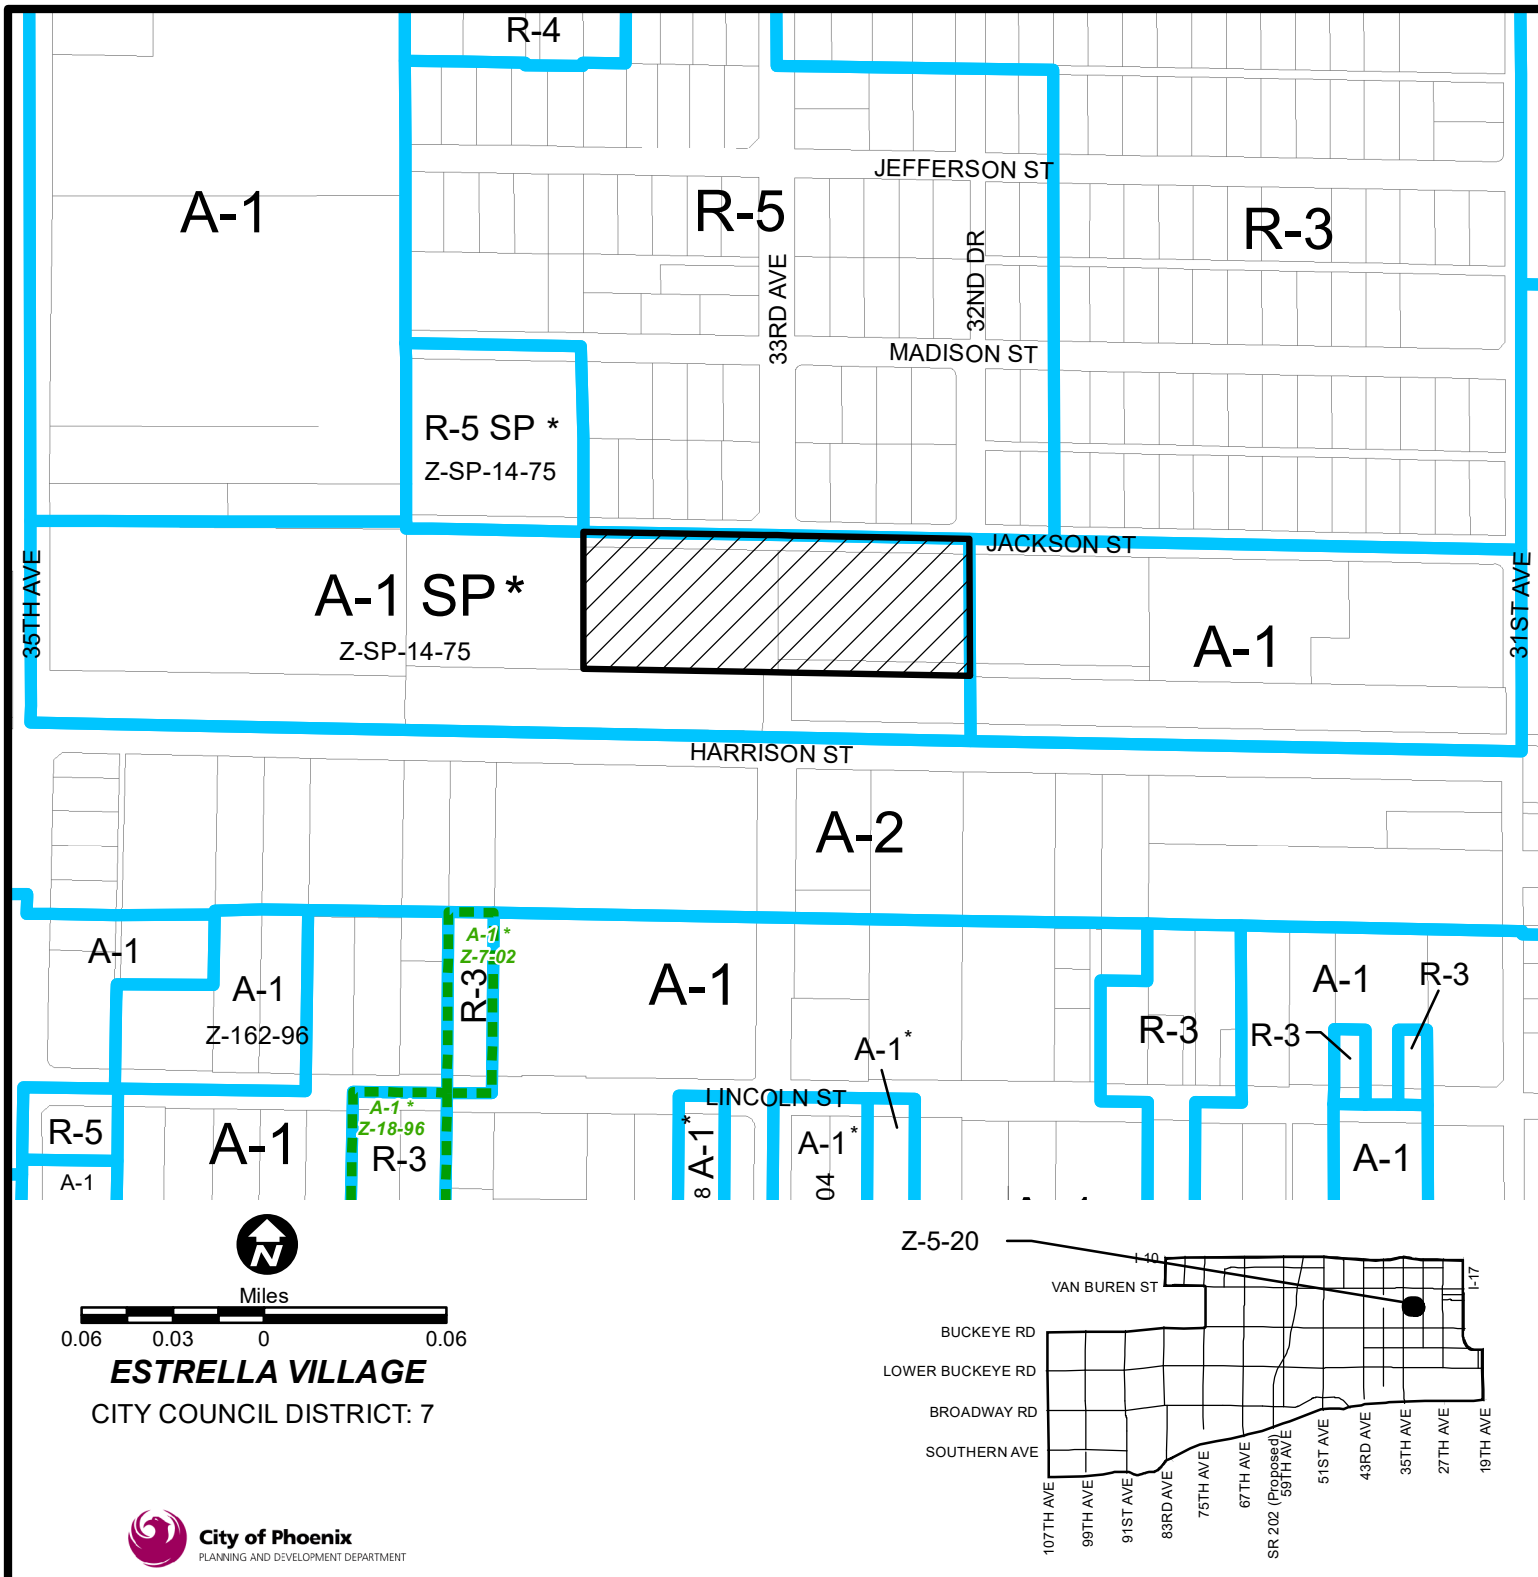 R-4
JEFFERSON ST
A-1
R-5
R-3
33RD AVE
32ND DR
MADISON ST
R-5 SP *
Z-SP-14-75
JACKSON ST
35TH AVE
A-1 SP *
Z-SP-14-75
A-1
31ST AVE
HARRISON ST
A-2
A-1 *
Z-7-02
R-3
A-1
A-1
Z-162-96
A-1
A-1
R-3
R-3
R-3
A-1 *
LINCOLN ST
A-1 *
Z-18-96
R-3
R-5
A-1
A-1
A-1 *
8
A-1 *
04
A-1
Z-5-20
I-10
I-17
VAN BUREN ST
BUCKEYE RD
LOWER BUCKEYE RD
BROADWAY RD
SOUTHERN AVE
107TH AVE
99TH AVE
91ST AVE
83RD AVE
75TH AVE
67TH AVE
SR 202 (Proposed)
59TH AVE
51ST AVE
43RD AVE
35TH AVE
27TH AVE
19TH AVE
N
Miles
0.06 0.03 0 0.06
ESTRELLA VILLAGE
CITY COUNCIL DISTRICT: 7
City of Phoenix
PLANNING AND DEVELOPMENT DEPARTMENT